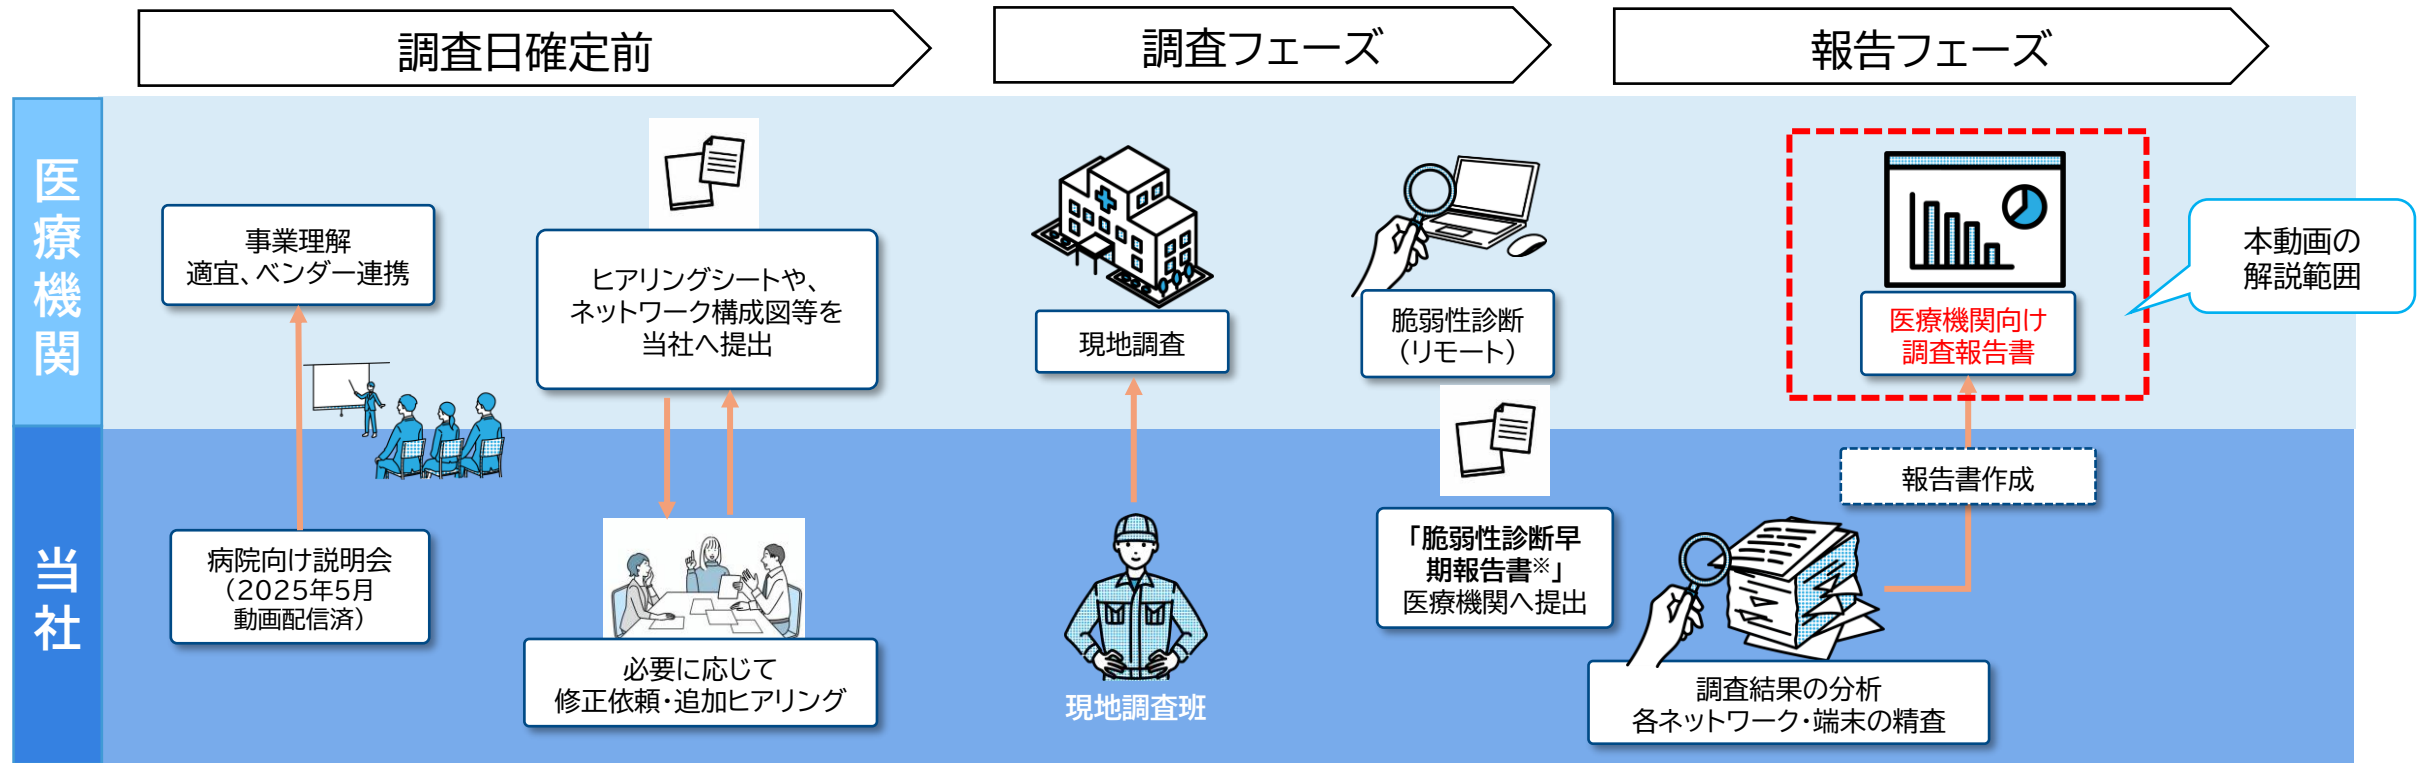 調査日確定前
調査フェーズ
報告フェーズ
医療機関
事業理解
適宜、ベンダー連携
ヒアリングシートや、
ネットワーク構成図等を
当社へ提出
現地調査
脆弱性診断
（リモート）
医療機関向け
調査報告書
本動画の
解説範囲
当社
病院向け説明会
（2025年5月
動画配信済）
必要に応じて
修正依頼・追加ヒアリング
現地調査班
「脆弱性診断早
期報告書※」
医療機関へ提出
報告書作成
調査結果の分析
各ネットワーク・端末の精査